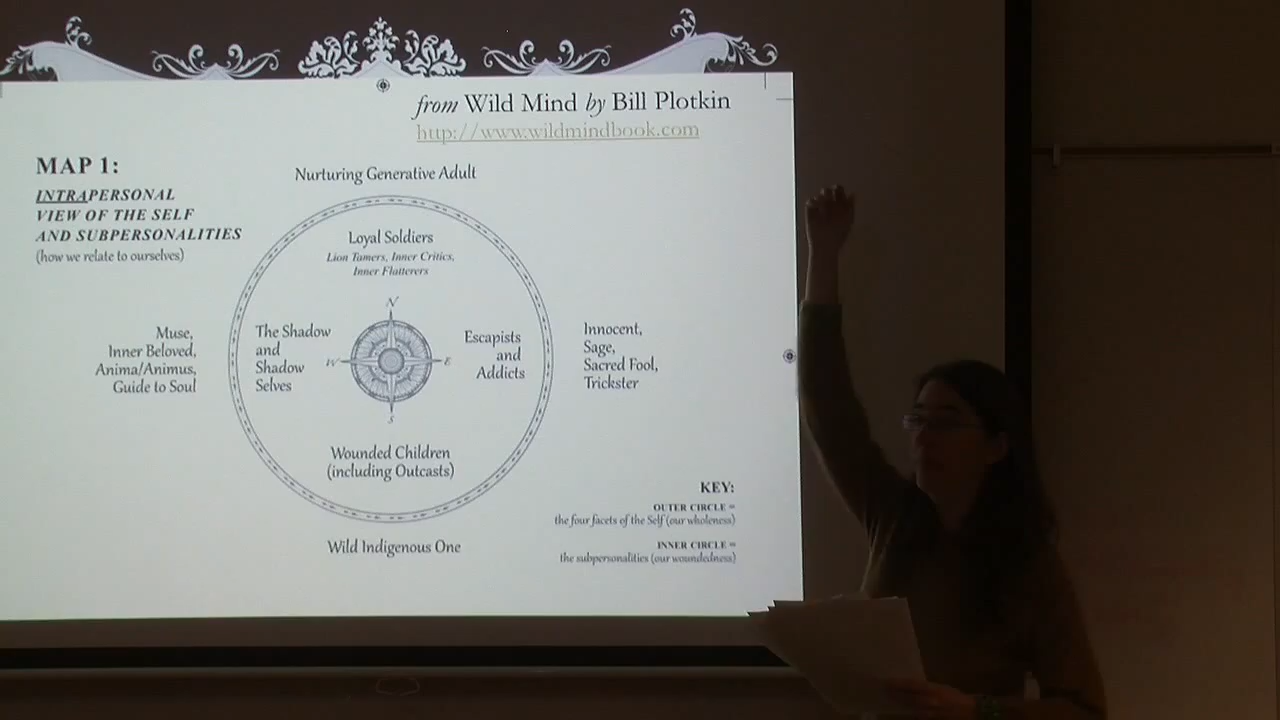 from Wild Mind by Bill Plotkin
http://www.wildmindbook.com
MAP 1:
INTRAPERSONAL
VIEW OF THE SELF
AND SUBPERSONALITIES
(how we relate to ourselves)
Nurturing Generative Adult
Loyal Soldiers
Lion Tamers, Inner Critics,
Inner Flatterers
N
Muse,
Inner Beloved,
Anima/Animus,
Guide to Soul
The Shadow
and
Shadow
Selves
W
E
Escapists
and
Addicts
Innocent,
Sage,
Sacred Fool,
Trickster
S
Wounded Children
(including Outcasts)
Wild Indigenous One
KEY:
OUTER CIRCLE =
the four facets of the Self (our wholeness)
INNER CIRCLE =
the subpersonalities (our woundedness)